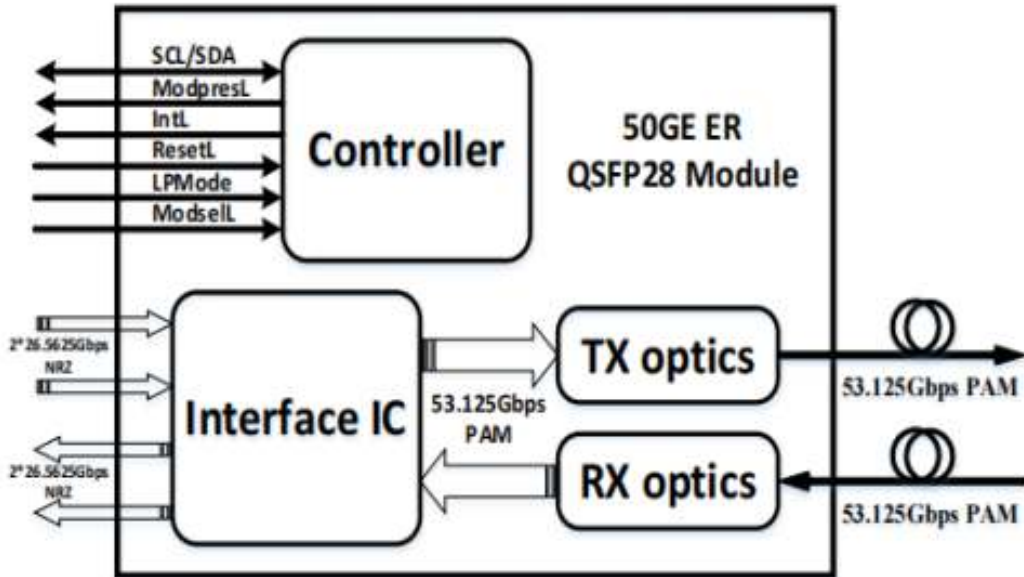 SCL/SDA
ModpresL
IntL
ResetL
LPMode
ModselL
Controller
50GE ER
QSFP28 Module
2*26.5625Gbps
NRZ
2*26.5625Gbps
NRZ
Interface IC
53.125Gbps
PAM
TX optics
RX optics
53.125Gbps PAM
53.125Gbps PAM